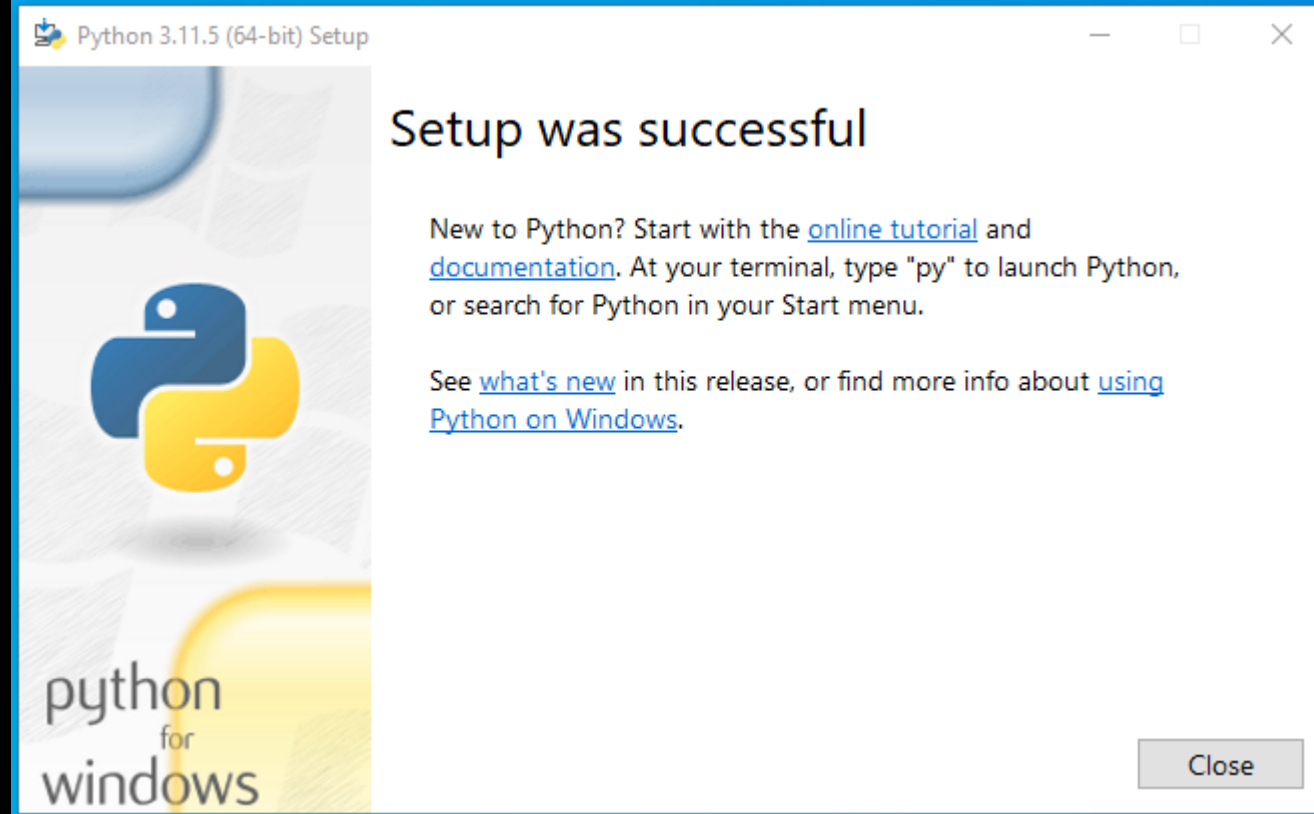 Python 3.11.5 (64-bit) Setup
Setup was successful
New to Python? Start with the online tutorial and
documentation. At your terminal, type "py" to launch Python,
or search for Python in your Start menu.
See what's new in this release, or find more info about using
Python on Windows.
python
for
windows
Close